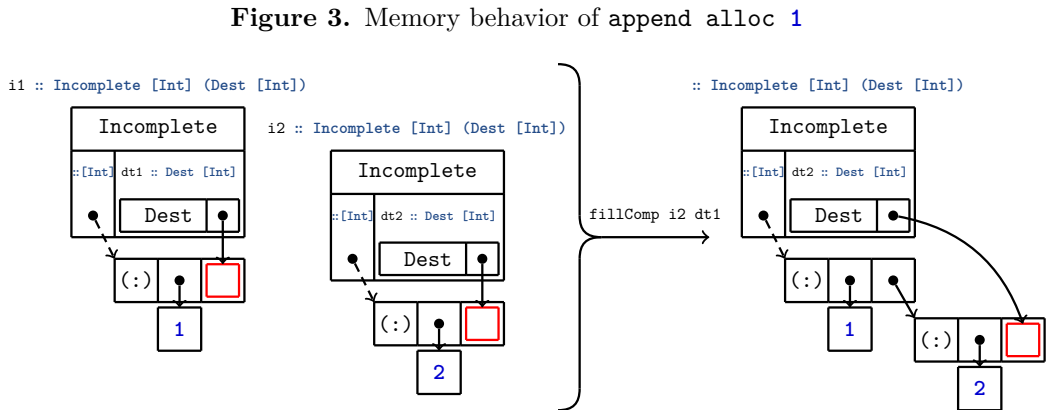 Figure 3. Memory behavior of append alloc 1
i1 :: Incomplete [Int] (Dest [Int])
Incomplete
::[Int] dt1 :: Dest [Int]
Dest
(:)
1
i2 :: Incomplete [Int] (Dest [Int])
Incomplete
::[Int] dt2 :: Dest [Int]
Dest
(:)
2
fillComp i2 dt1
:: Incomplete [Int] (Dest [Int])
Incomplete
::[Int] dt2 :: Dest [Int]
Dest
(:)
1
(:)
2